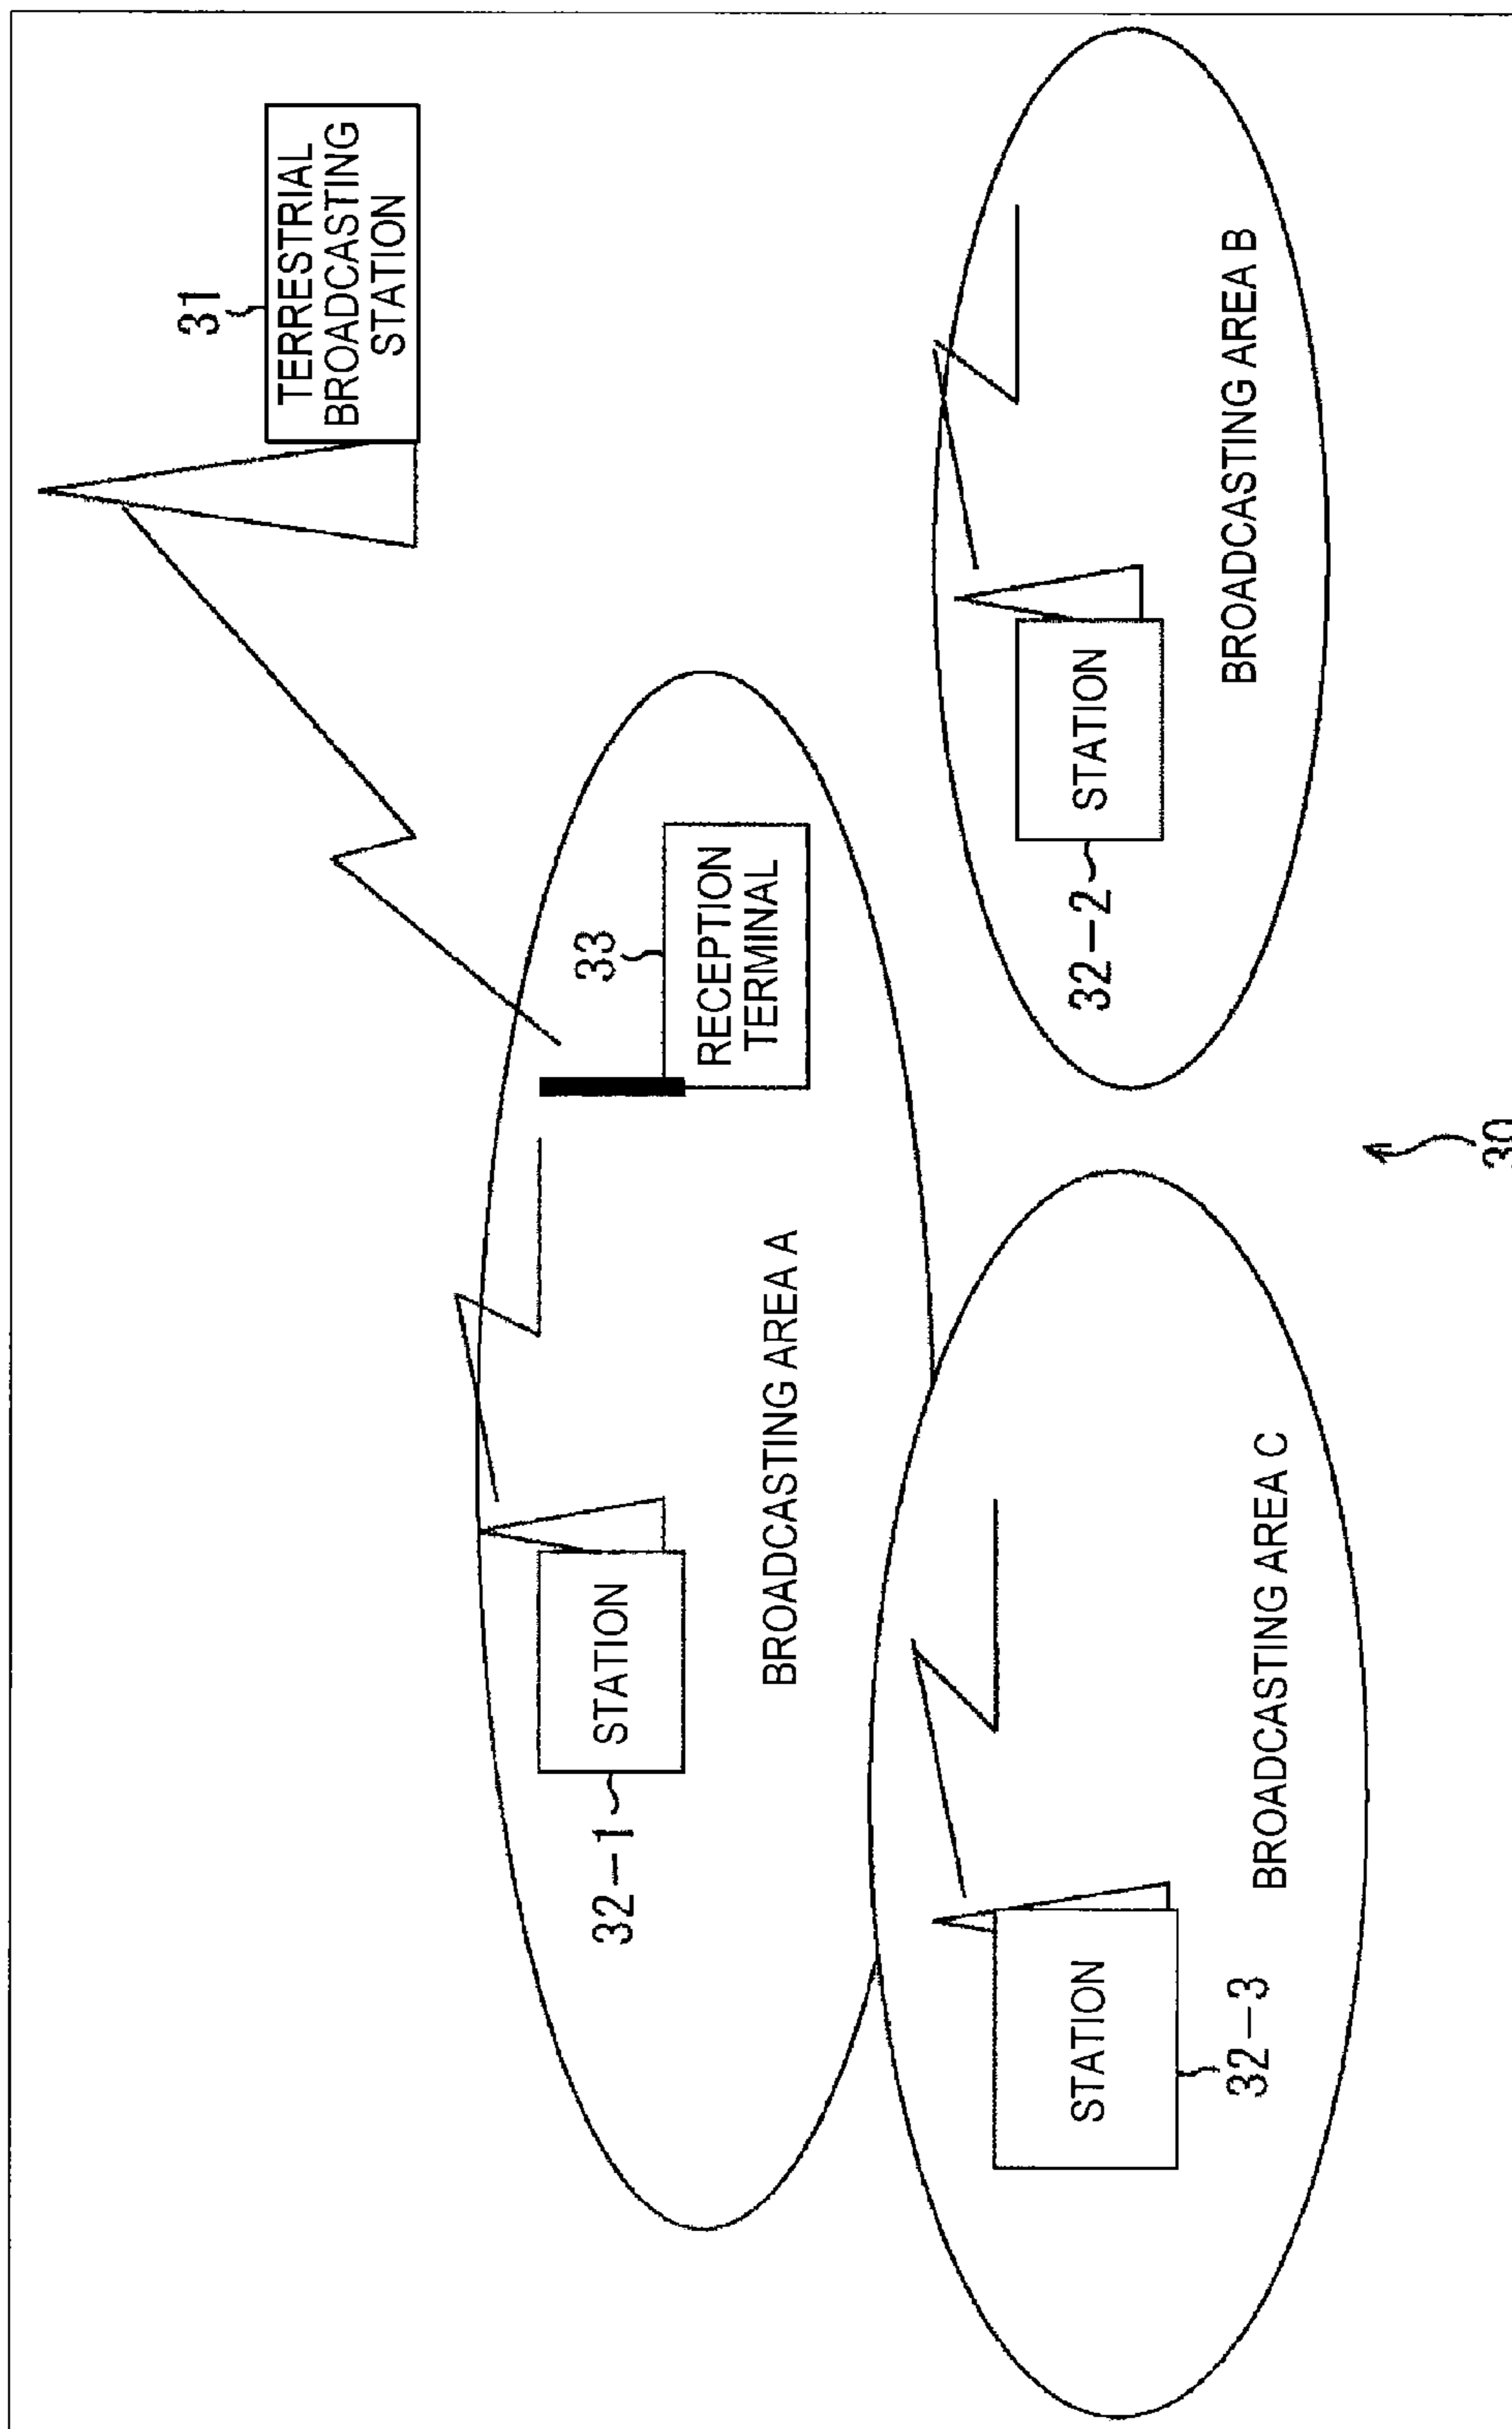 31
TERRESTRIAL
BROADCASTING
STATION
33
RECEPTION
TERMINAL
STATION
32-1
BROADCASTING AREA A
STATION
32-2
BROADCASTING AREA B
STATION
32-3
BROADCASTING AREA C
30